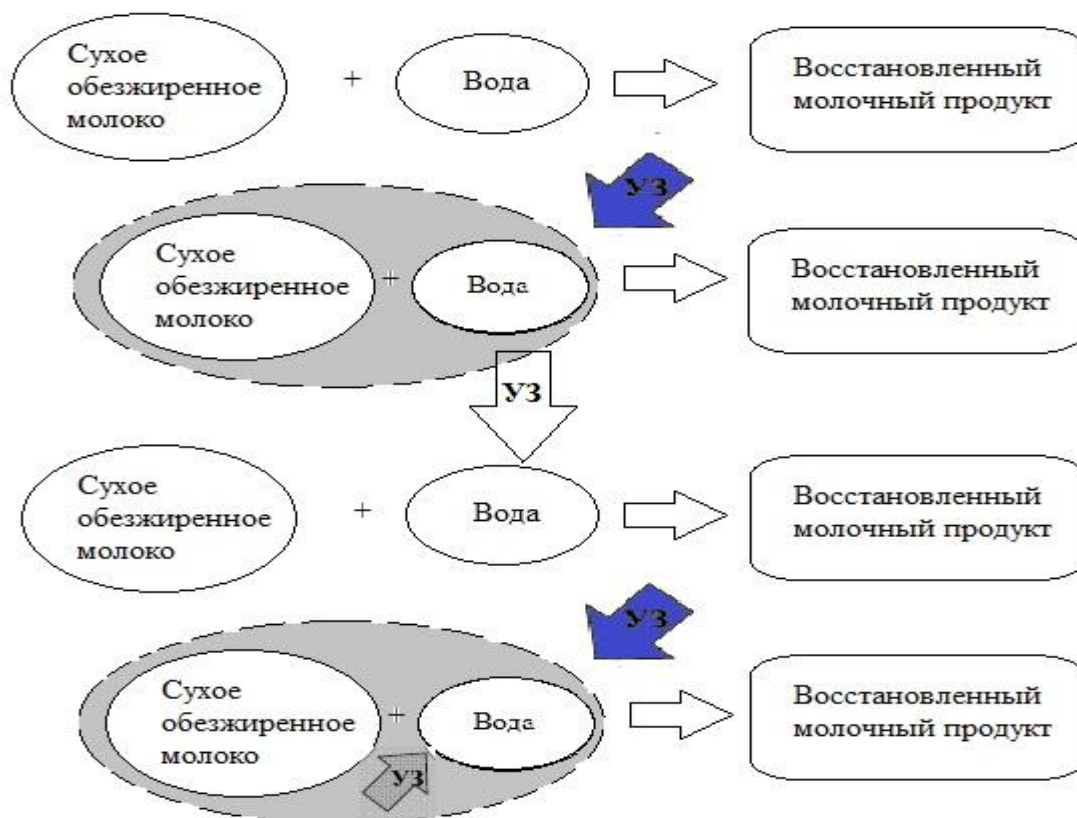 Сухое
обезжиренное
молоко
+
Вода
Восстановленный
молочный продукт
УЗ
Сухое
обезжиренное
молоко
+
Вода
Восстановленный
молочный продукт
УЗ
Сухое
обезжиренное
молоко
+
Вода
Восстановленный
молочный продукт
УЗ
Сухое
обезжиренное
молоко
+
Вода
Восстановленный
молочный продукт
УЗ